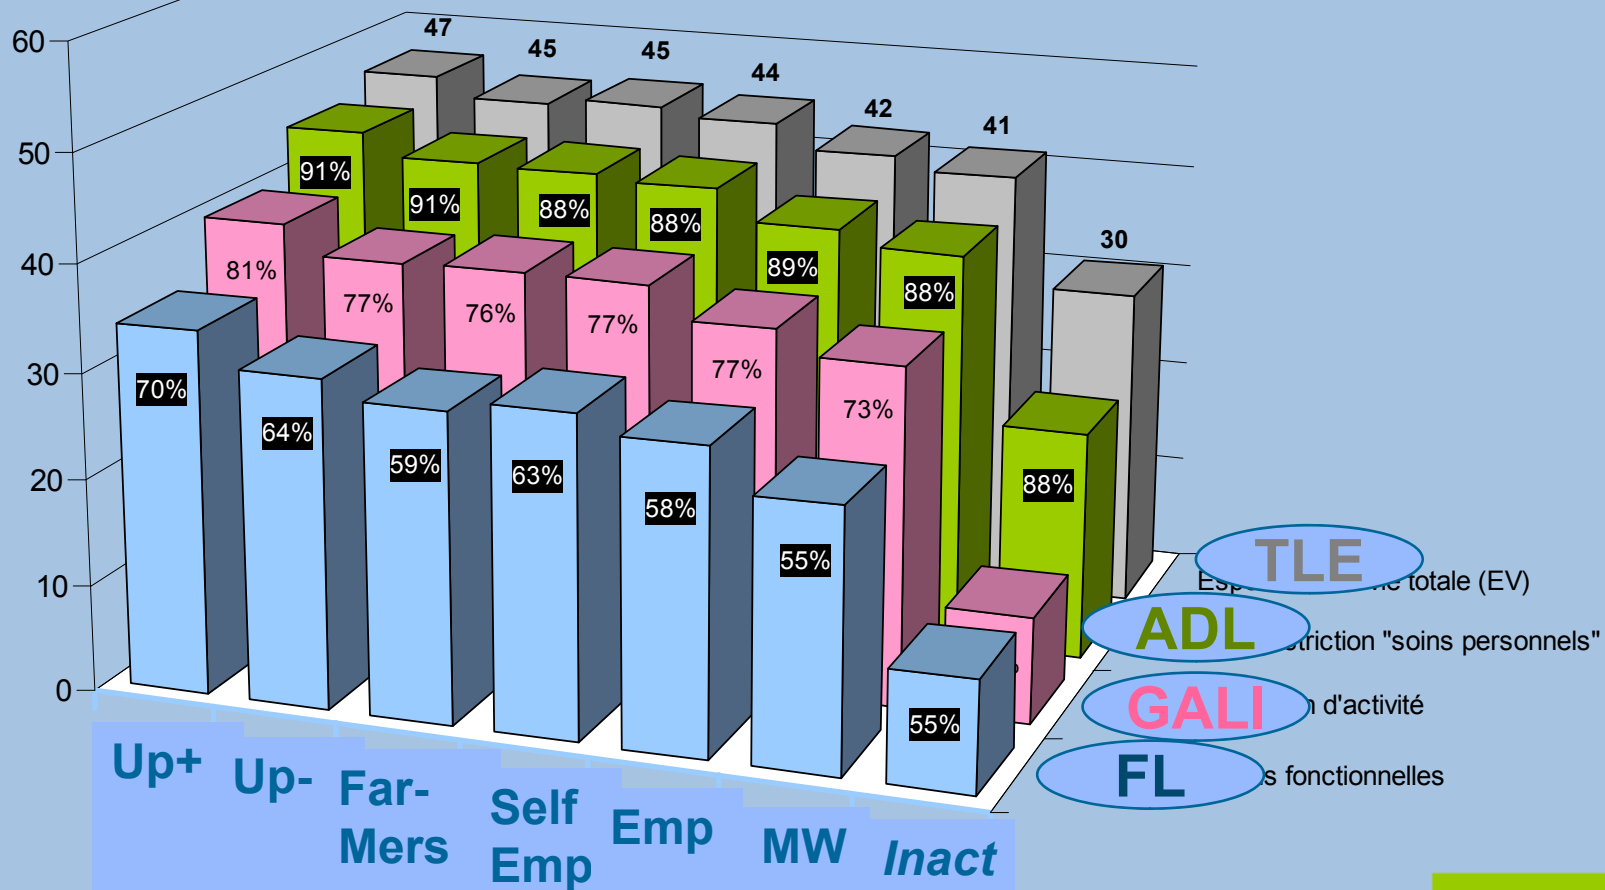 60
50
40
30
20
10
0
47
45
45
44
42
41
30
91%
91%
88%
88%
89%
88%
88%
81%
77%
76%
77%
77%
73%
70%
64%
59%
63%
58%
55%
55%
TLE
totale (EV)
ADL
"soins personnels"
GALI
d'activité
FL
fonctionnelles
Up+
Up-
Far-
Mers
Self
Emp
Emp
MW
Inact